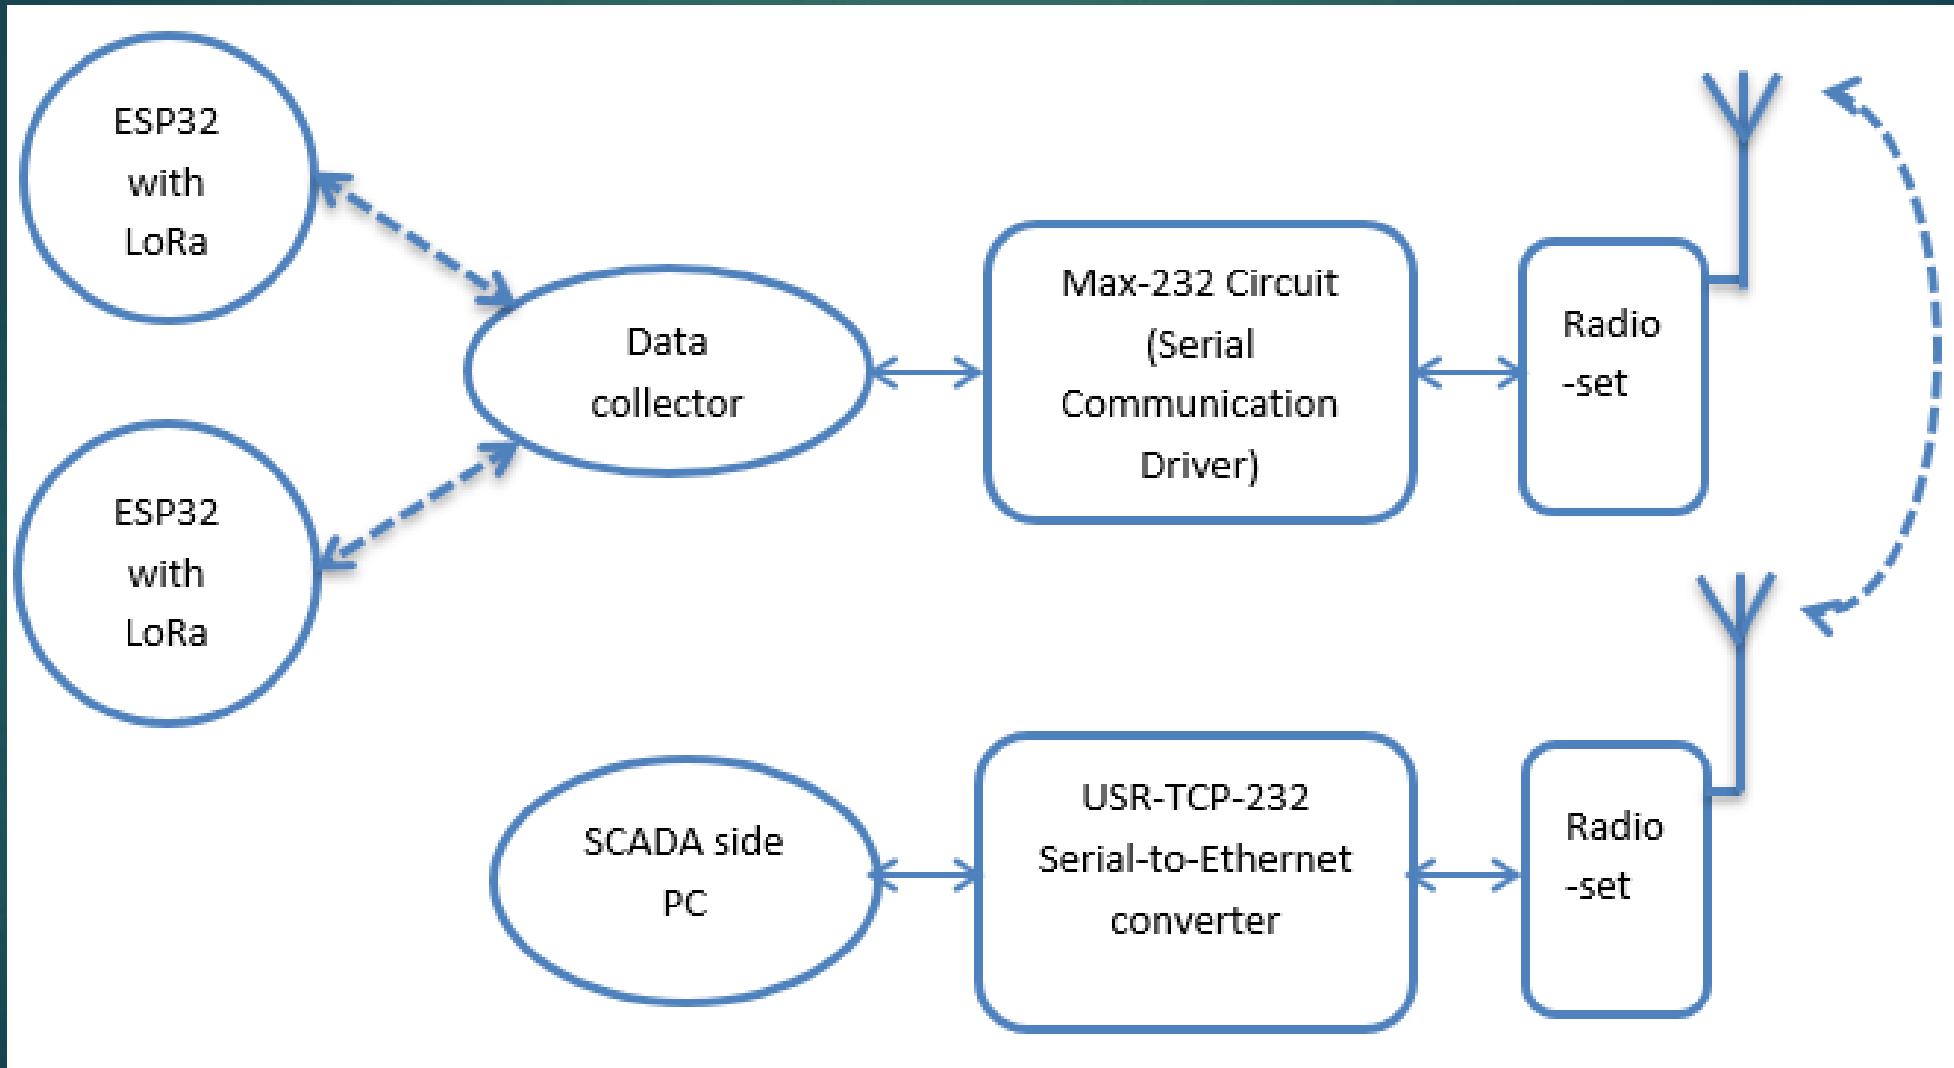 ESP32
with
LoRa
ESP32
with
LoRa
Data
collector
Max-232 Circuit
(Serial
Communication
Driver)
Radio
-set
SCADA side
PC
USR-TCP-232
Serial-to-Ethernet
converter
Radio
-set